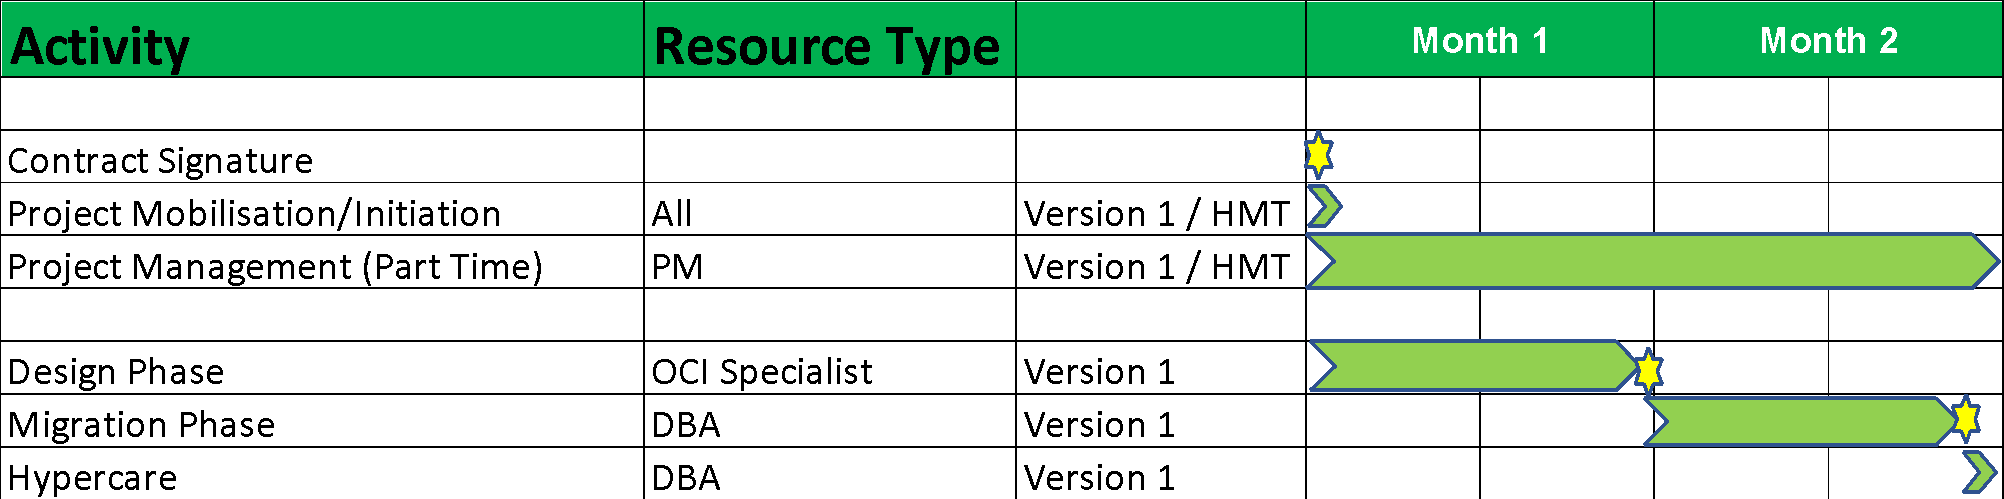 Activity Resource Type Month 1 Month 2
Contract Signature
Project Mobilisation/Initiation All Version 1 / HMT
Project Management (Part Time) PM Version 1 / HMT
Design Phase OCI Specialist Version 1
Migration Phase DBA Version 1
Hypercare DBA Version 1